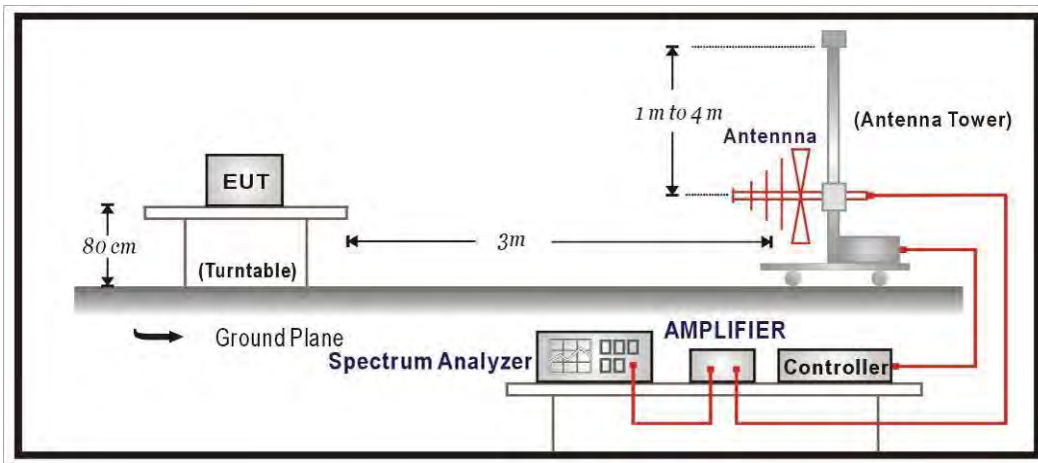 1 m to 4 m
(Antenna Tower)
Antennna
EUT
80 cm
3m
(Turntable)
Ground Plane
AMPLIFIER
Spectrum Analyzer
Controller